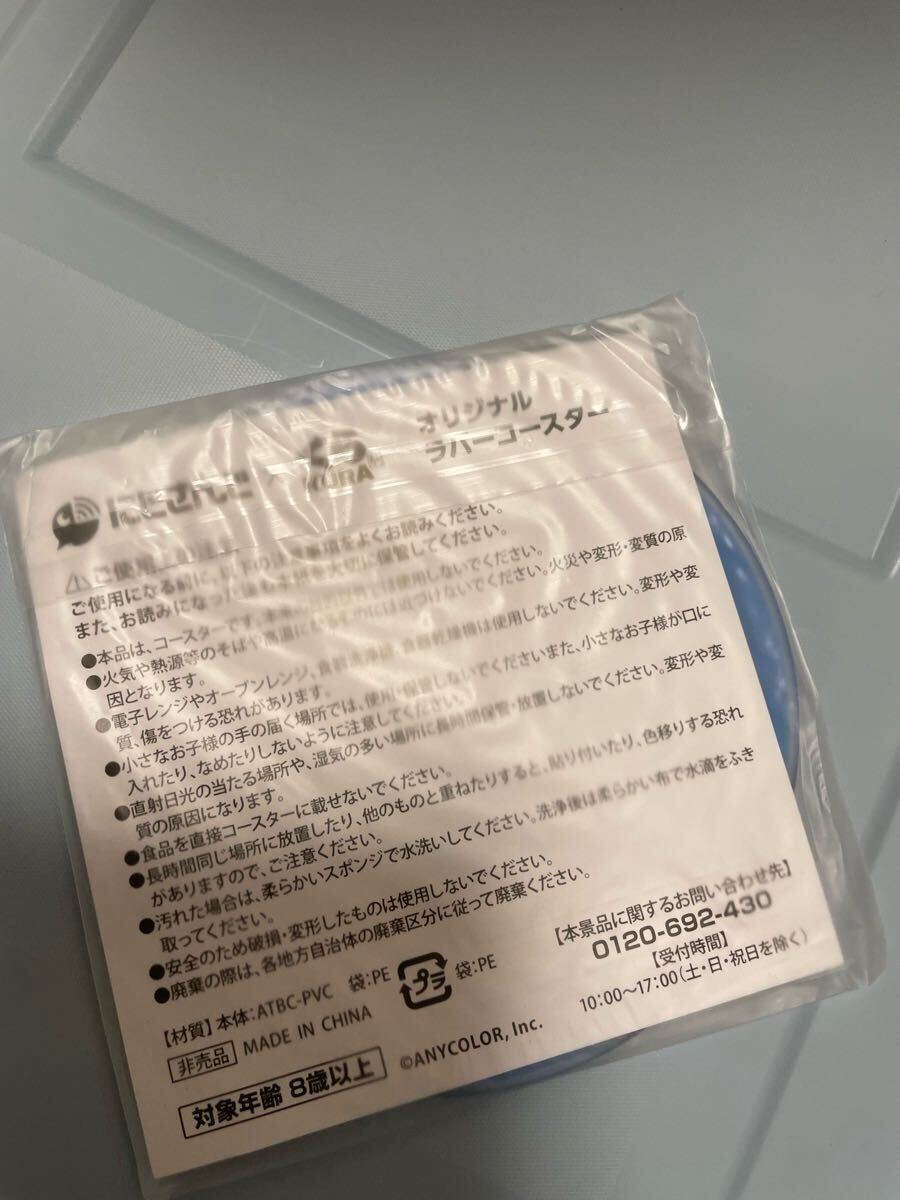 にじさんじ × くら KURA オリジナル
ラバーコースター
⚠ご使用上の注意
ご使用になる前に、以下の注意事項をよくお読みください。
また、お読みになった後も大切に保管してください。
●本品は、コースターです。本来の
使用しないでください。
●火気や熱源等のそばや高温になるものには近づけないでください。火災や変形・変質の原
因となります。
●電子レンジやオーブンレンジ、食器洗浄機、食器乾燥機は使用しないでください。変形や変
質、傷をつける恐れがあります。
●小さなお子様の手の届く場所では、使用・保管しないでくださいまた、小さなお子様が口に
入れたり、なめたりしないように注意してください。
●直射日光の当たる場所や、湿気の多い場所に長時間保管・放置しないでください。変形や変
質の原因になります。
●食品を直接コースターに載せないでください。
●長時間同じ場所に放置したり、他のものと重ねたりすると、貼り付いたり、色移りする恐れ
がありますので、ご注意ください。
●汚れた場合は、柔らかいスポンジで水洗いしてください。洗浄後は柔らかい布で水滴をふき
取ってください。
●安全のため破損・変形したものは使用しないでください。
●廃棄の際は、各地方自治体の廃棄区分に従って廃棄ください。
【材質】本体:ATBC-PVC 袋:PE プラ 袋:PE
非売品 MADE IN CHINA
対象年齢 8歳以上 ©ANYCOLOR, Inc.
【本景品に関するお問い合わせ先】
0120-692-430
【受付時間】
10:00〜17:00(土・日・祝日を除く)